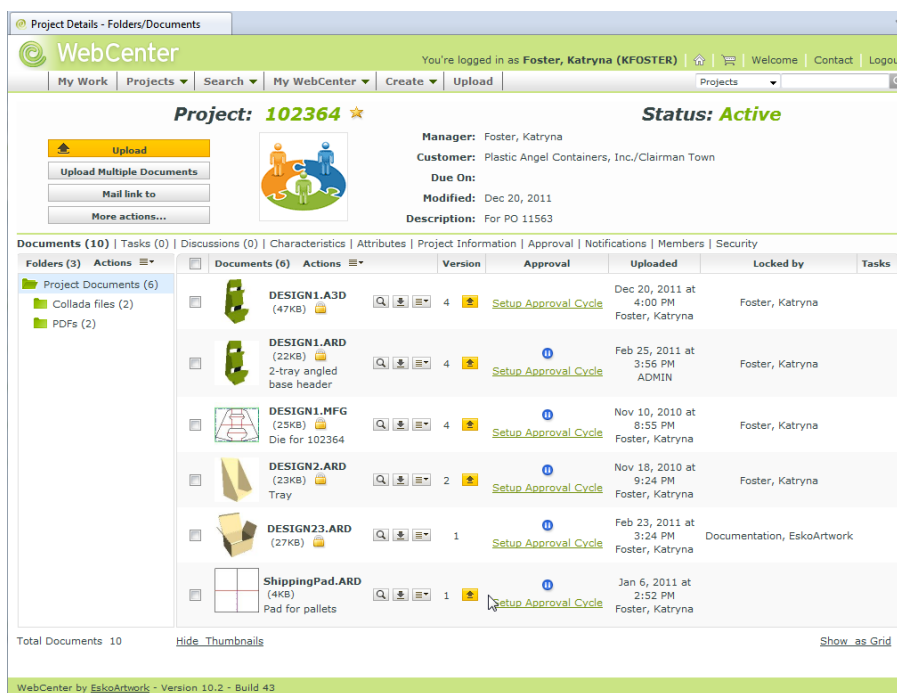 Project Details - Folders/Documents
WebCenter
You're logged in as Foster, Katryna (KFOSTER) | Welcome | Contact | Logou
My Work | Projects | Search | My WebCenter | Create | Upload
Projects
Project: 102364
Status: Active
Upload
Upload Multiple Documents
Mail link to
More actions...
Manager: Foster, Katryna
Customer: Plastic Angel Containers, Inc./Clairman Town
Due On:
Modified: Dec 20, 2011
Description: For PO 11563
Documents (10) | Tasks (0) | Discussions (0) | Characteristics | Attributes | Project Information | Approval | Notifications | Members | Security
Folders (3) Actions
Project Documents (6)
Collada files (2)
PDFs (2)
Documents (6) Actions Version Approval Uploaded Locked by Tasks
DESIGN1.A3D
(47KB)
4
Setup Approval Cycle
Dec 20, 2011 at
4:00 PM
Foster, Katryna
Foster, Katryna
DESIGN1.ARD
(22KB)
2-tray angled
base header
4
Setup Approval Cycle
Feb 25, 2011 at
3:56 PM
ADMIN
Foster, Katryna
DESIGN1.MFG
(25KB)
Die for 102364
4
Setup Approval Cycle
Nov 10, 2010 at
8:55 PM
Foster, Katryna
Foster, Katryna
DESIGN2.ARD
(23KB)
Tray
2
Setup Approval Cycle
Nov 18, 2010 at
9:24 PM
Foster, Katryna
Foster, Katryna
DESIGN23.ARD
(27KB)
1
Setup Approval Cycle
Feb 23, 2011 at
3:24 PM
Foster, Katryna
Documentation, EskoArtwork
ShippingPad.ARD
(4KB)
Pad for pallets
1
Setup Approval Cycle
Jan 6, 2011 at
2:52 PM
Foster, Katryna
Total Documents 10
Hide Thumbnails
Show as Grid
WebCenter by EskoArtwork - Version 10.2 - Build 43